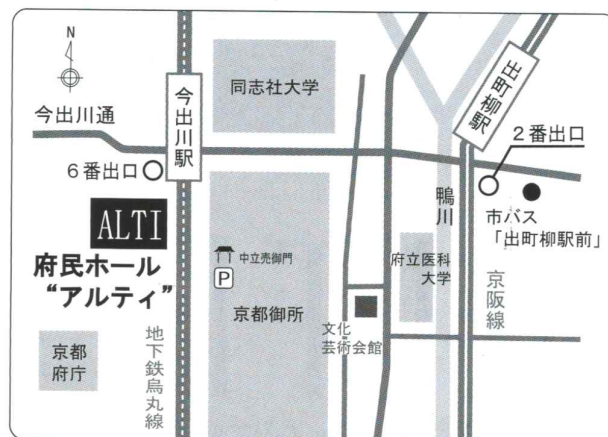 N
今出川通
今出川駅
同志社大学
出町柳駅
2番出口
6番出口
鴨川
市バス
「出町柳駅前」
ALTI
府民ホール
“アルティ”
中立売御門
P
京都御所
府立医科
大学
京阪線
文化
芸術会館
京都
府庁
地下鉄烏丸線